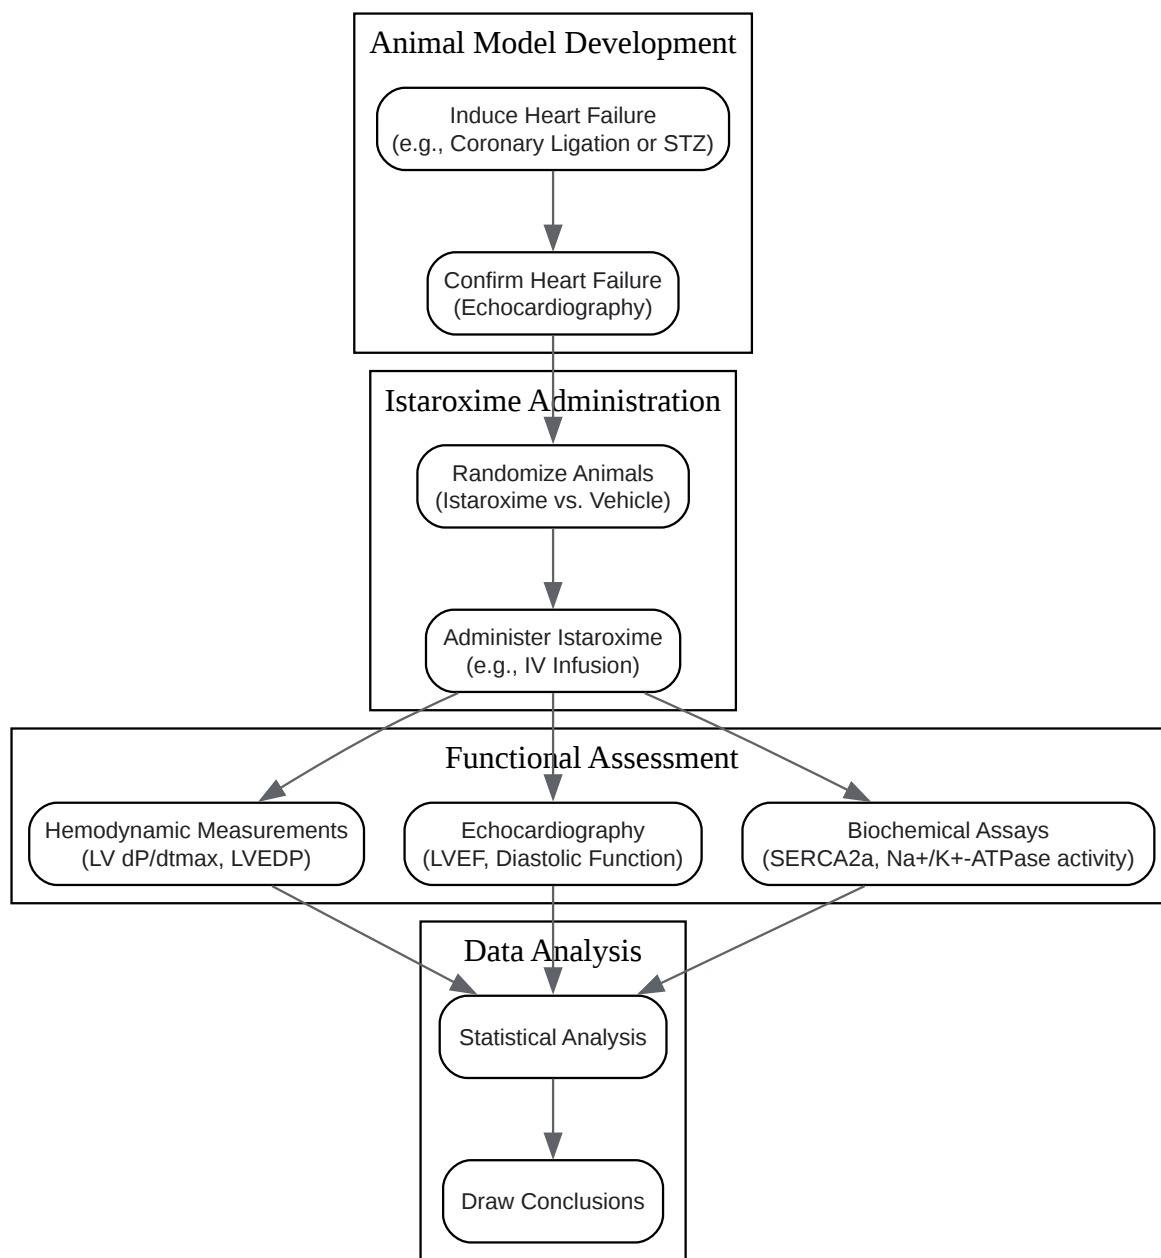 Animal Model Development
Induce Heart Failure
(e.g., Coronary Ligation or STZ)
Confirm Heart Failure
(Echocardiography)
Istaroxime Administration
Randomize Animals
(Istaroxime vs. Vehicle)
Administer Istaroxime
(e.g., IV Infusion)
Functional Assessment
Hemodynamic Measurements
(LV dP/dtmax, LVEDP)
Echocardiography
(LVEF, Diastolic Function)
Biochemical Assays
(SERCA2a, Na+/K+-ATPase activity)
Data Analysis
Statistical Analysis
Draw Conclusions